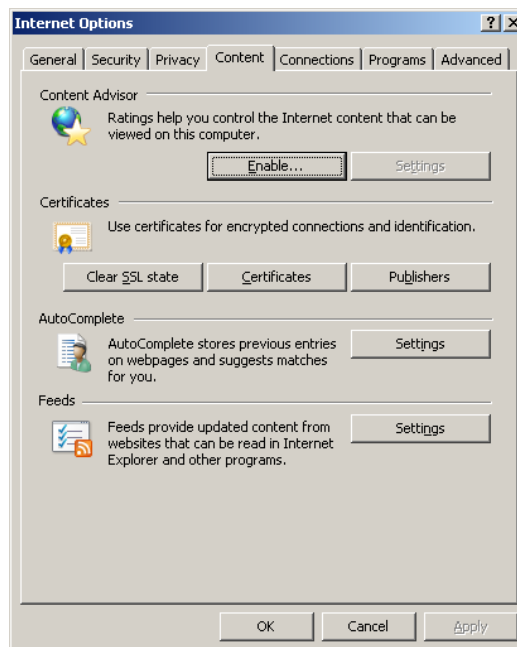 Internet Options
General Security Privacy Content Connections Programs Advanced
Content Advisor
Ratings help you control the Internet content that can be
viewed on this computer.
Enable... Settings
Certificates
Use certificates for encrypted connections and identification.
Clear SSL state Certificates Publishers
AutoComplete
AutoComplete stores previous entries
on webpages and suggests matches
for you.
Settings
Feeds
Feeds provide updated content from
websites that can be read in Internet
Explorer and other programs.
Settings
OK Cancel Apply